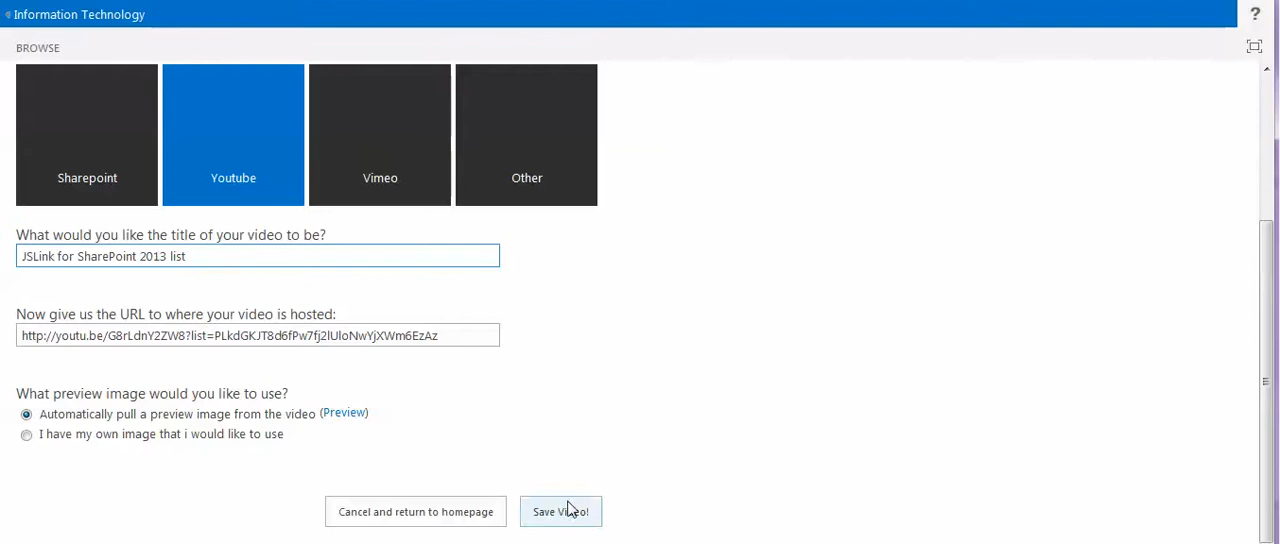 Information Technology
?
BROWSE
Sharepoint Youtube Vimeo Other
What would you like the title of your video to be?
JSLink for SharePoint 2013 list
Now give us the URL to where your video is hosted:
http://youtu.be/G8rLdnY2ZW8?list=PLkdGKJT8d6fPw7fj2lUloNwYjXWm6EzAz
What preview image would you like to use?
Automatically pull a preview image from the video (Preview)
I have my own image that i would like to use
Cancel and return to homepage Save Video!